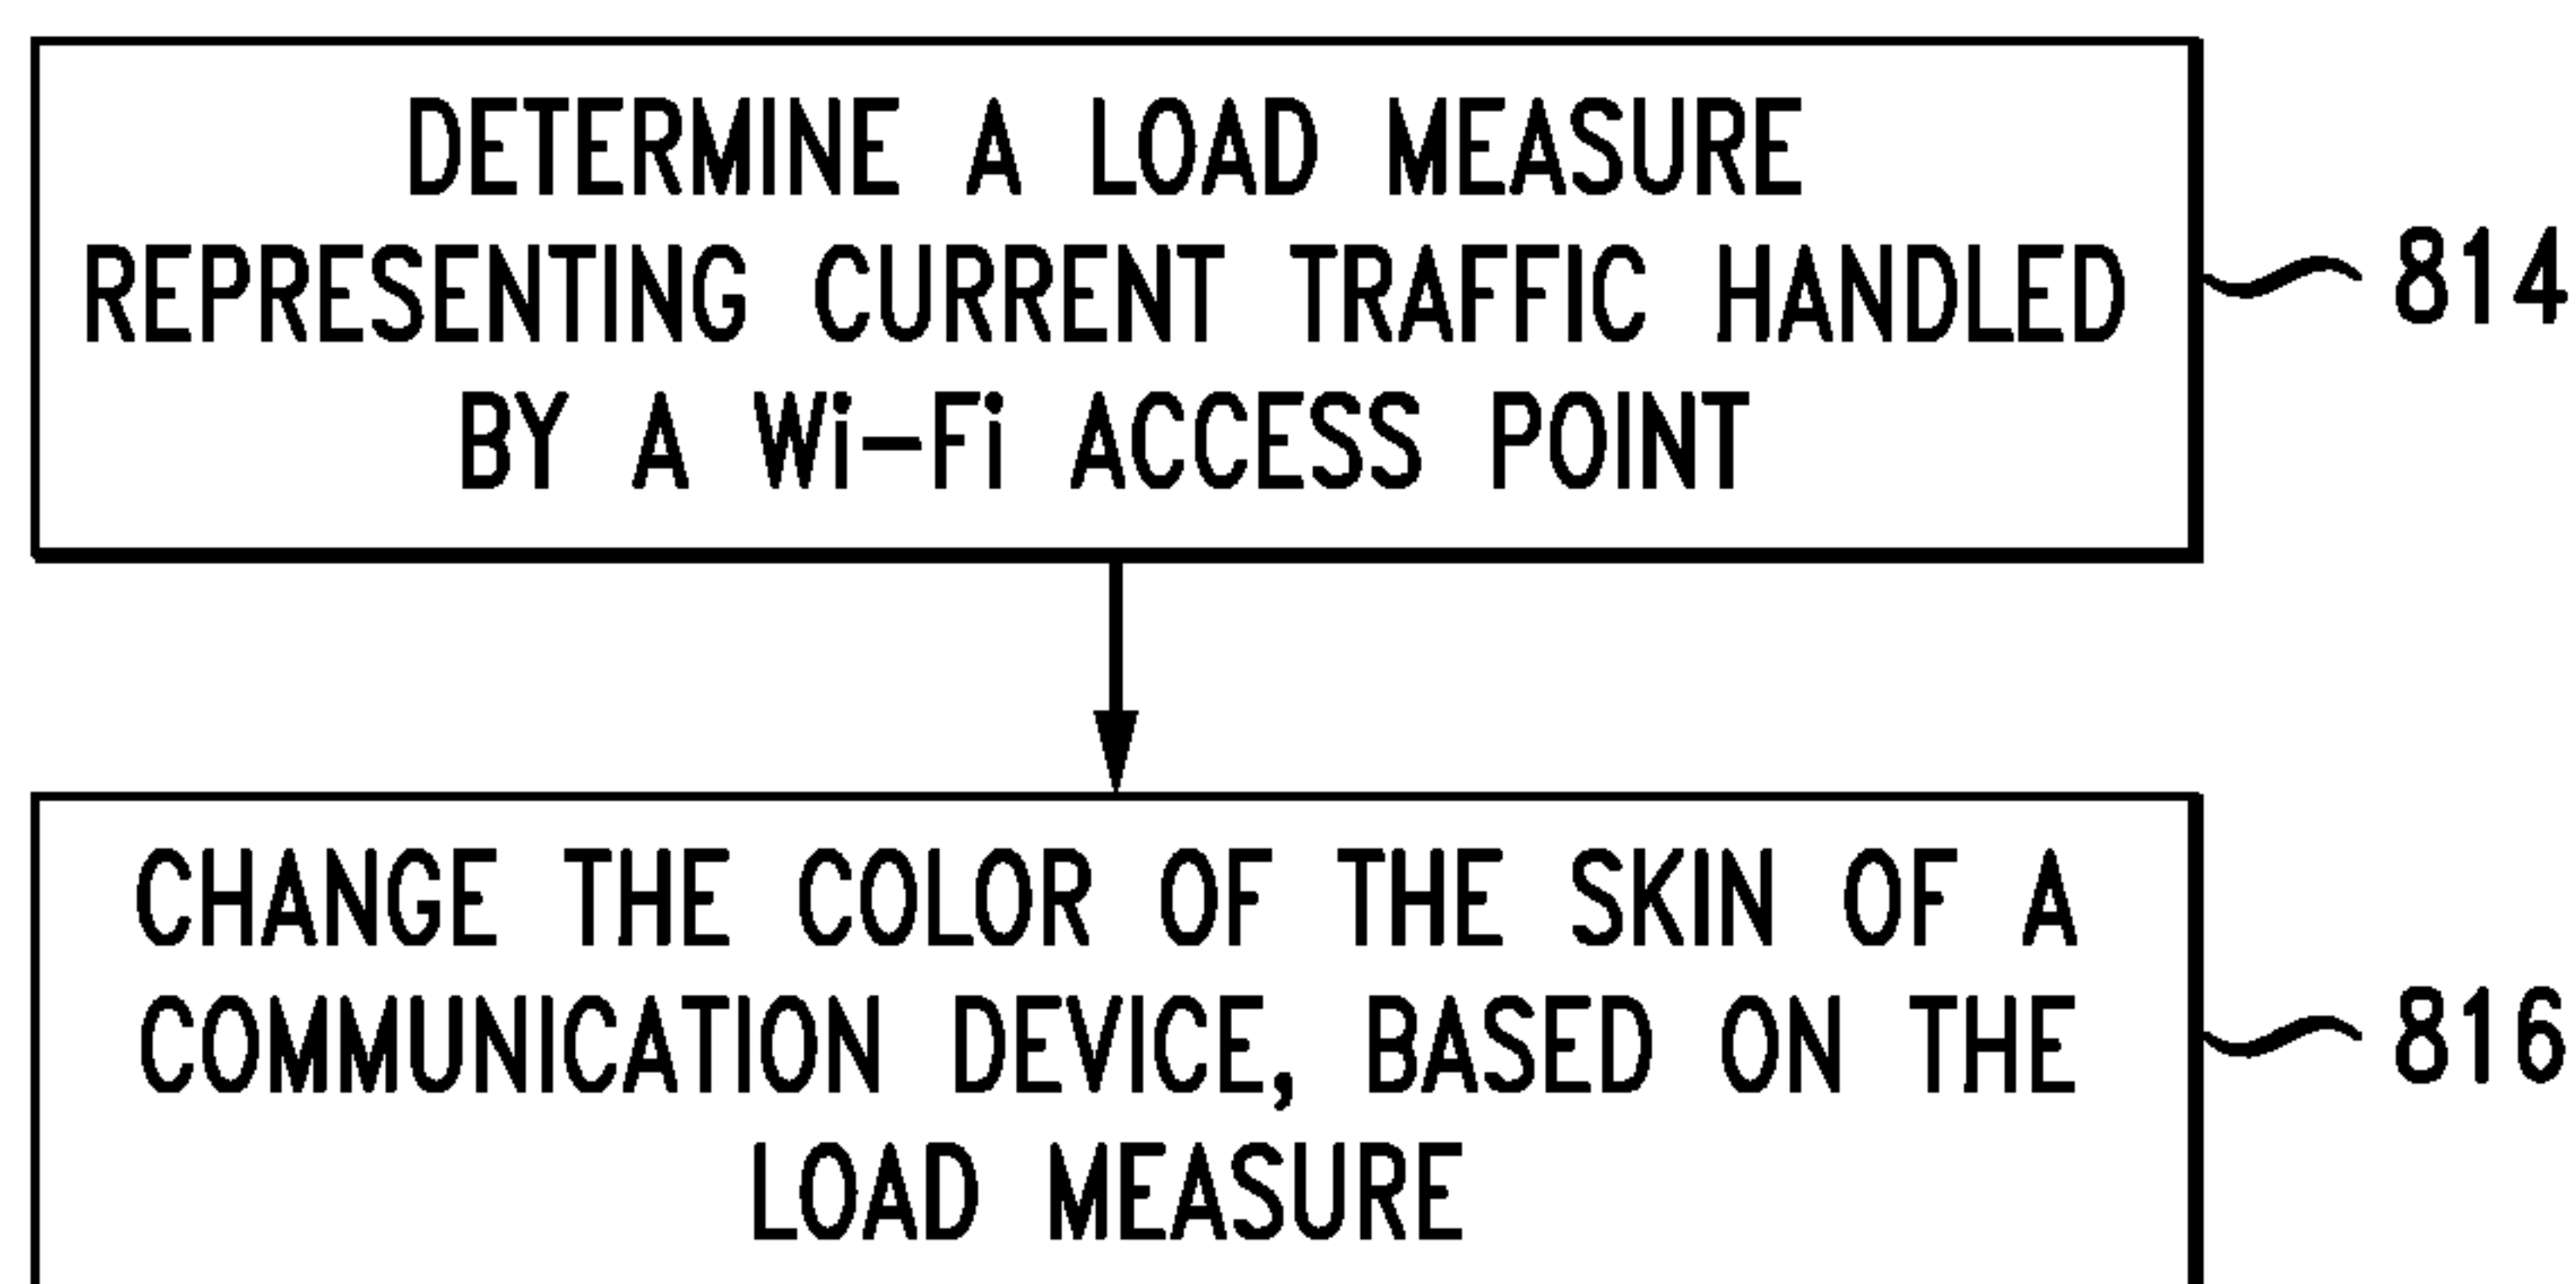 DETERMINE A LOAD MEASURE
REPRESENTING CURRENT TRAFFIC HANDLED
BY A Wi-Fi ACCESS POINT
814
CHANGE THE COLOR OF THE SKIN OF A
COMMUNICATION DEVICE, BASED ON THE
LOAD MEASURE
816